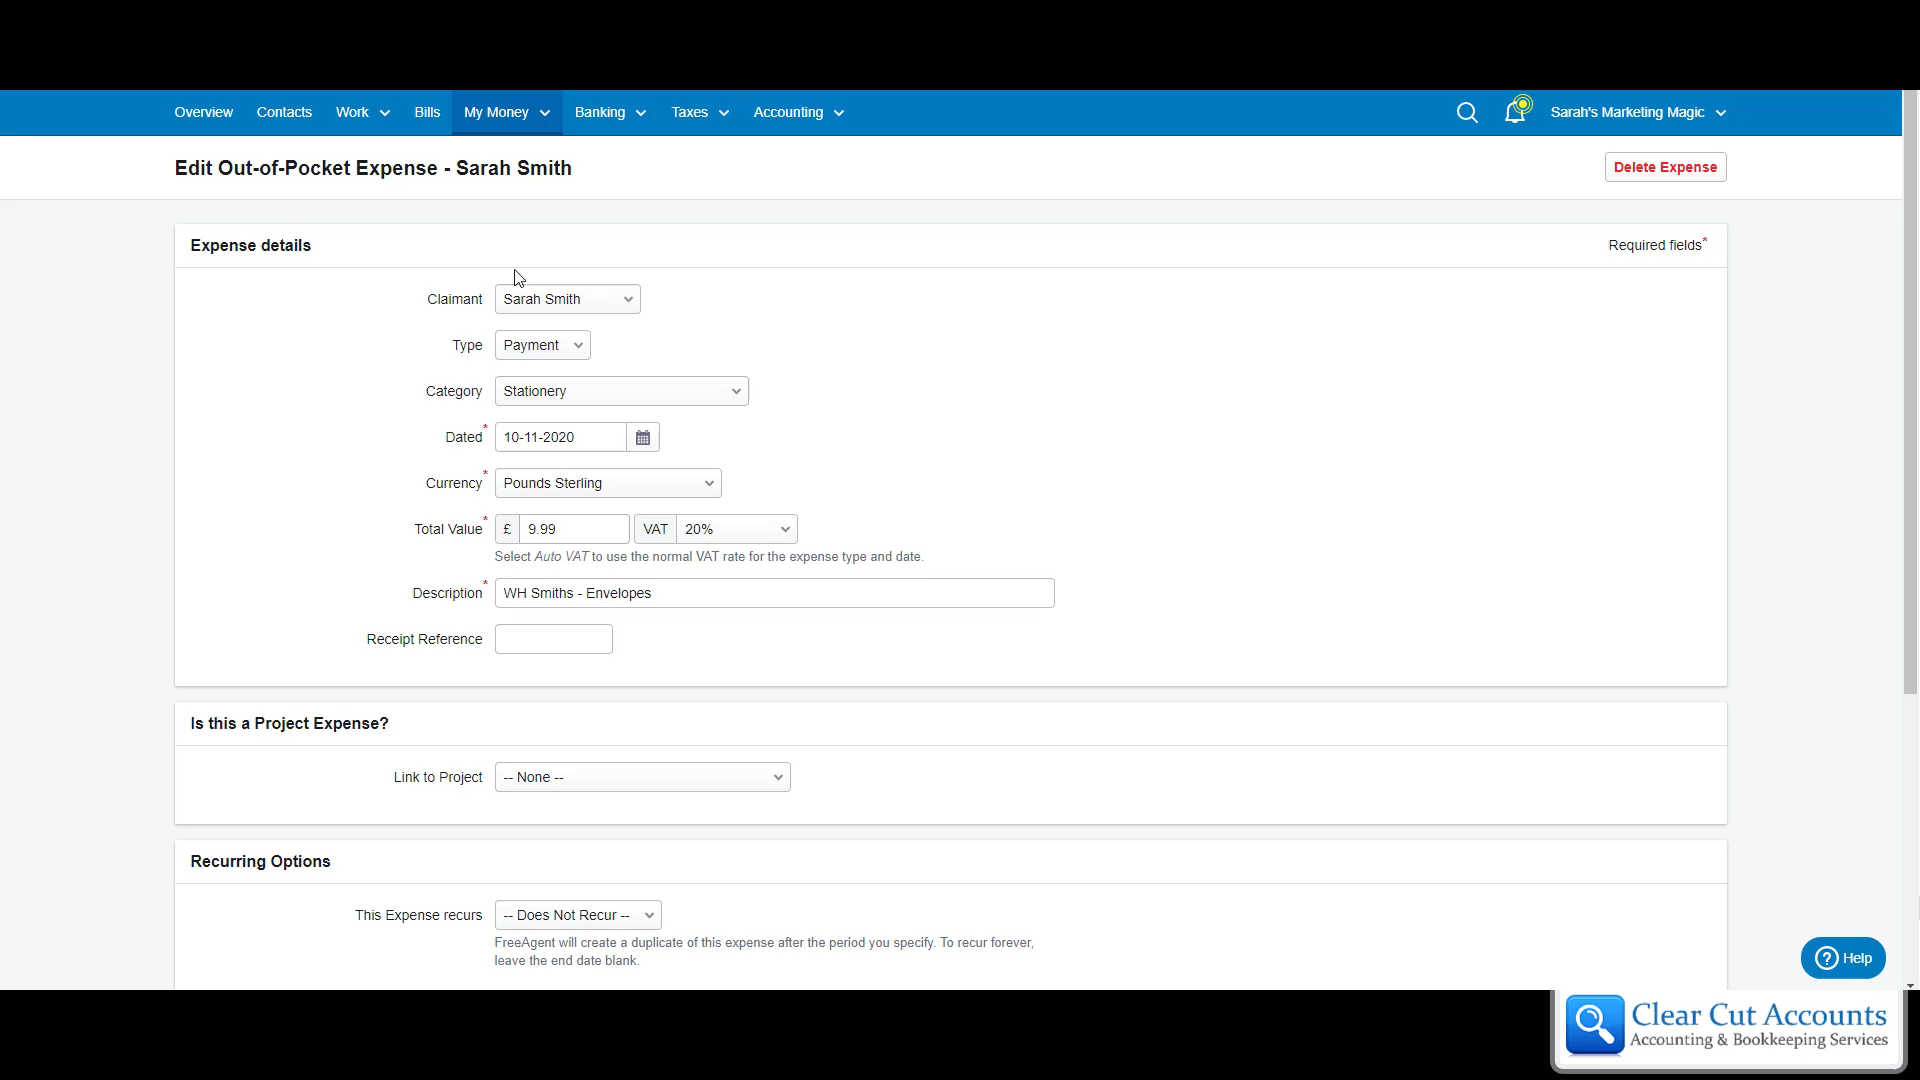 Overview Contacts Work Bills My Money Banking Taxes Accounting Sarah's Marketing Magic
Edit Out-of-Pocket Expense - Sarah Smith
Delete Expense
Expense details
Required fields*
Claimant Sarah Smith
Type Payment
Category Stationery
Dated* 10-11-2020
Currency* Pounds Sterling
Total Value* £ 9.99 VAT 20%
Select Auto VAT to use the normal VAT rate for the expense type and date.
Description* WH Smiths - Envelopes
Receipt Reference
Is this a Project Expense?
Link to Project -- None --
Recurring Options
This Expense recurs -- Does Not Recur --
FreeAgent will create a duplicate of this expense after the period you specify. To recur forever,
leave the end date blank.
? Help
Clear Cut Accounts
Accounting & Bookkeeping Services